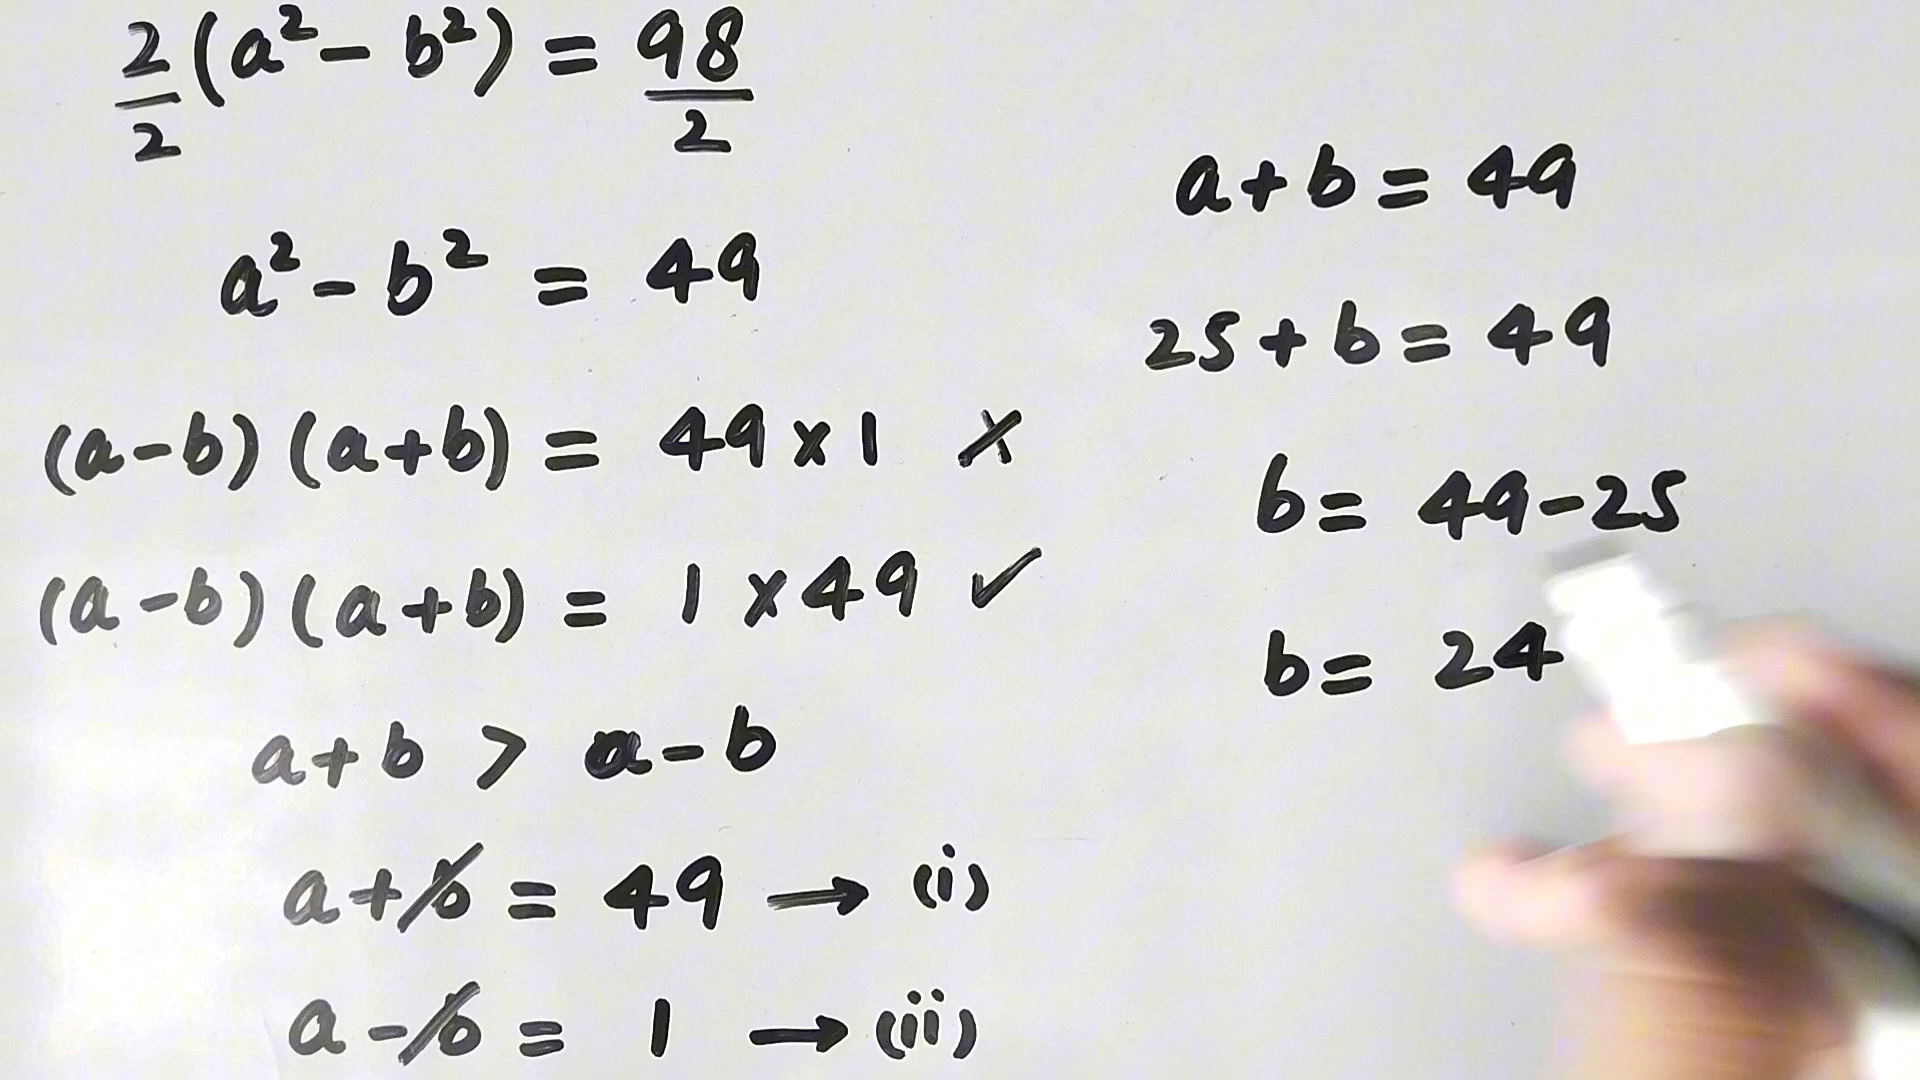 2/2 (a² - b²) = 98/2
a² - b² = 49
(a-b) (a+b) = 49 x 1 ✗
(a-b) (a+b) = 1 x 49 ✓
a+b > a-b
a+b = 49 → (i)
a-b = 1 → (ii)
a+b = 49
25+b = 49
b = 49-25
b = 24